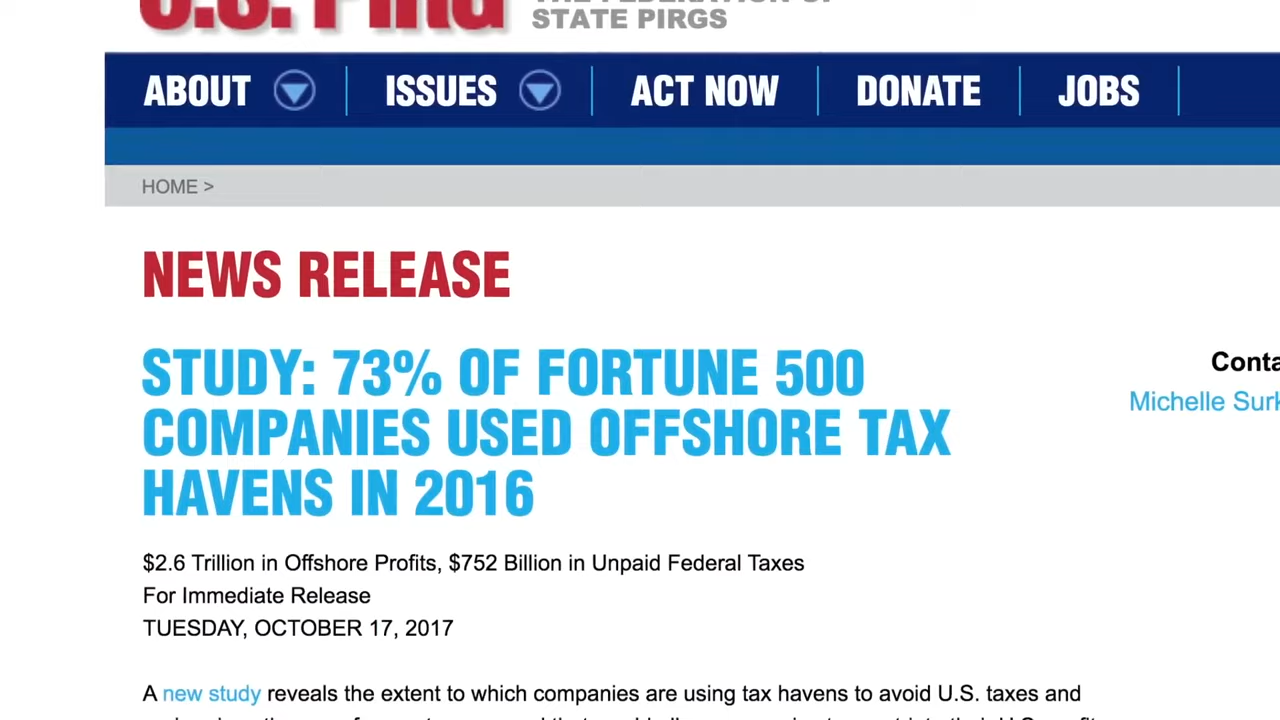 U.S. PIRG
STATE PIRGS
ABOUT
ISSUES
ACT NOW
DONATE
JOBS
HOME >
NEWS RELEASE
STUDY: 73% OF FORTUNE 500
COMPANIES USED OFFSHORE TAX
HAVENS IN 2016
Conta
Michelle Surk
$2.6 Trillion in Offshore Profits, $752 Billion in Unpaid Federal Taxes
For Immediate Release
TUESDAY, OCTOBER 17, 2017
A new study reveals the extent to which companies are using tax havens to avoid U.S. taxes and